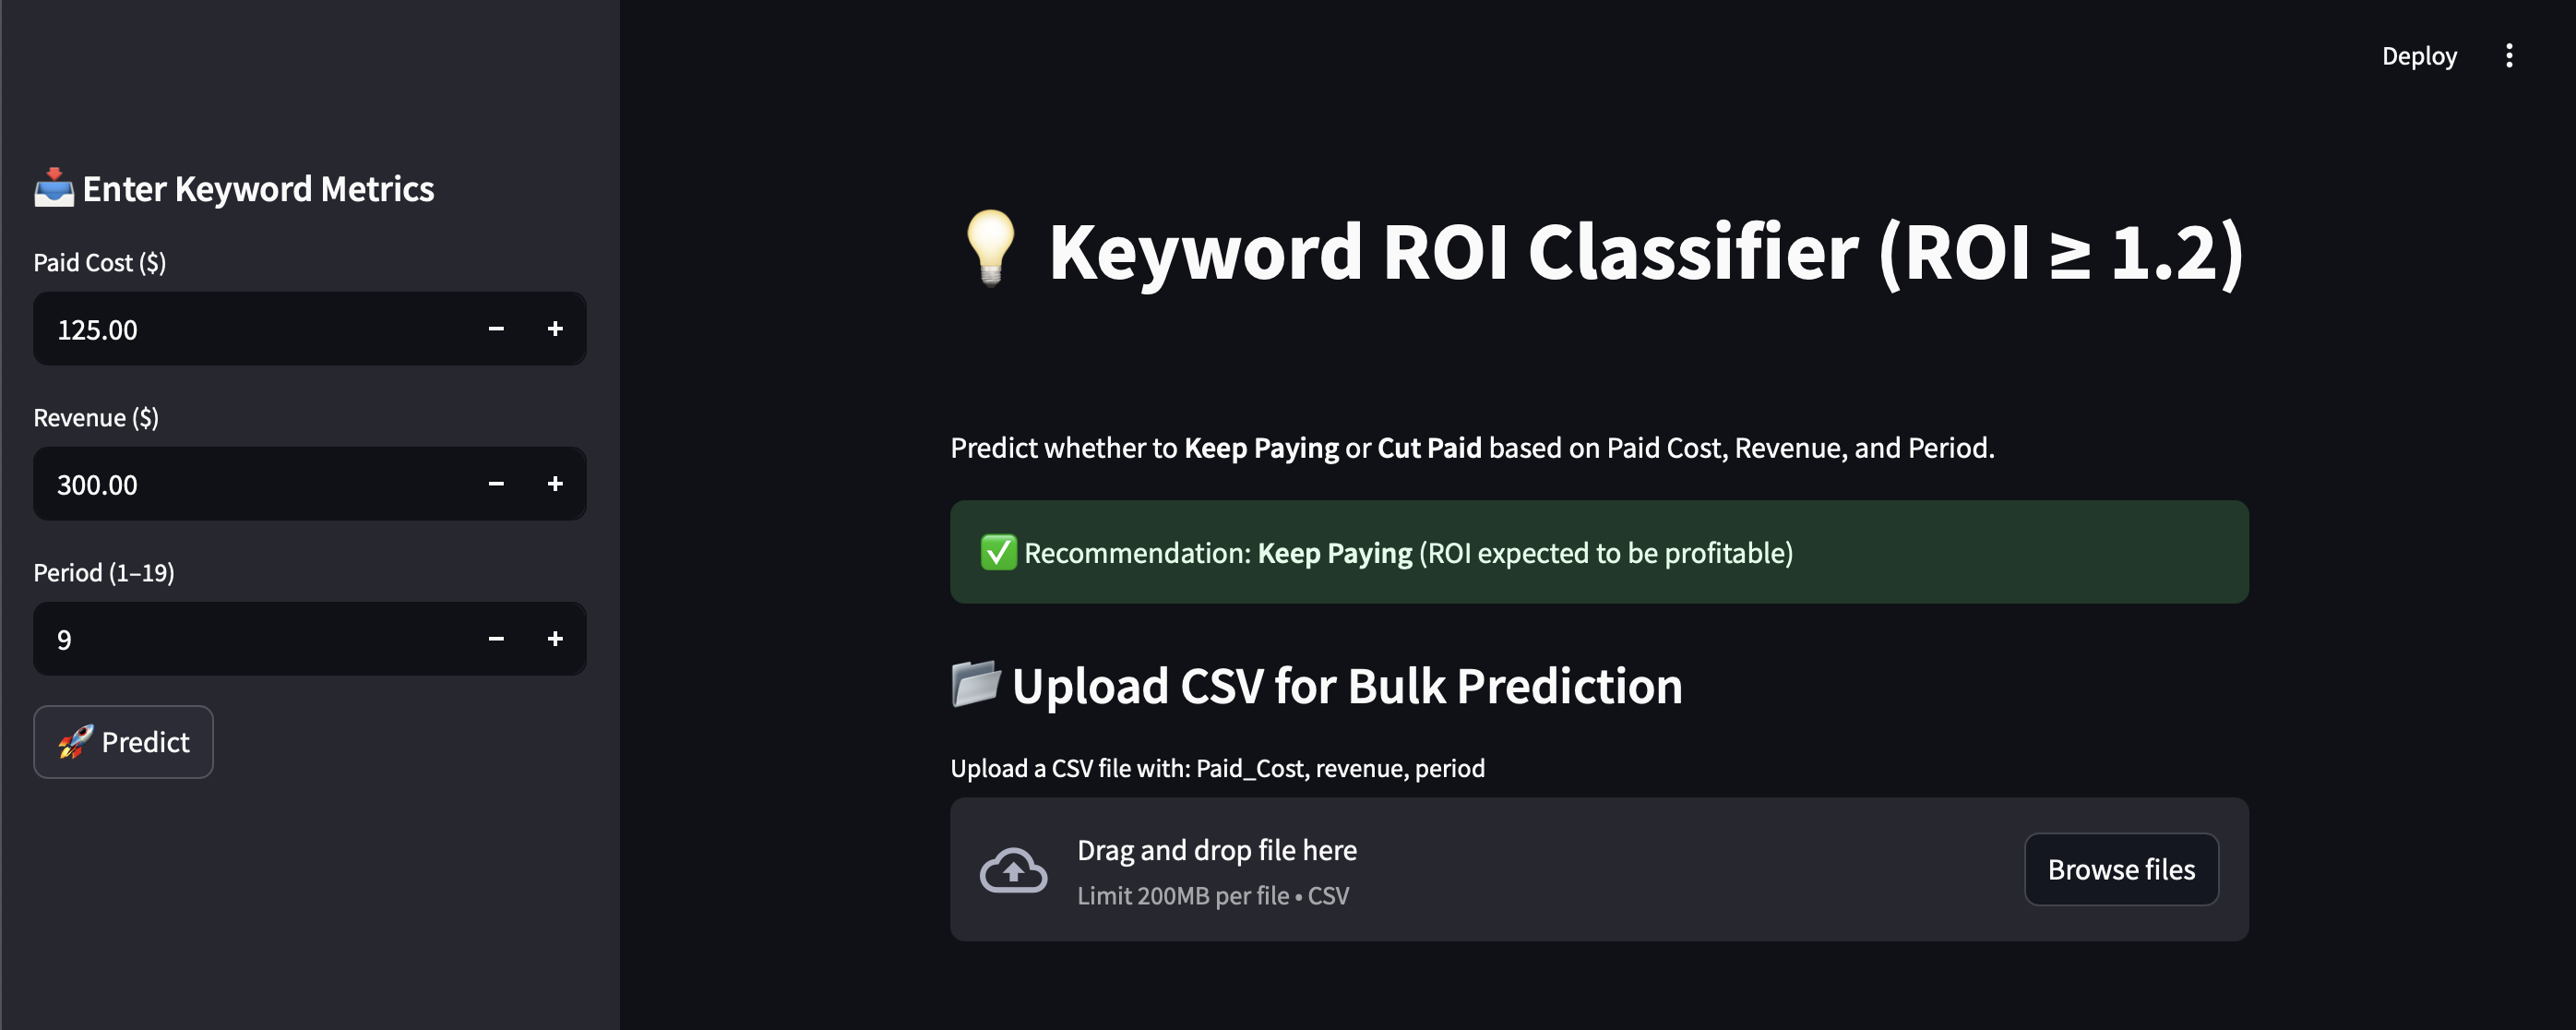 Deploy
📥 Enter Keyword Metrics
Paid Cost ($)
125.00
Revenue ($)
300.00
Period (1–19)
9
🚀 Predict
💡 Keyword ROI Classifier (ROI ≥ 1.2)
Predict whether to Keep Paying or Cut Paid based on Paid Cost, Revenue, and Period.
✅ Recommendation: Keep Paying (ROI expected to be profitable)
📁 Upload CSV for Bulk Prediction
Upload a CSV file with: Paid_Cost, revenue, period
Drag and drop file here
Limit 200MB per file • CSV
Browse files